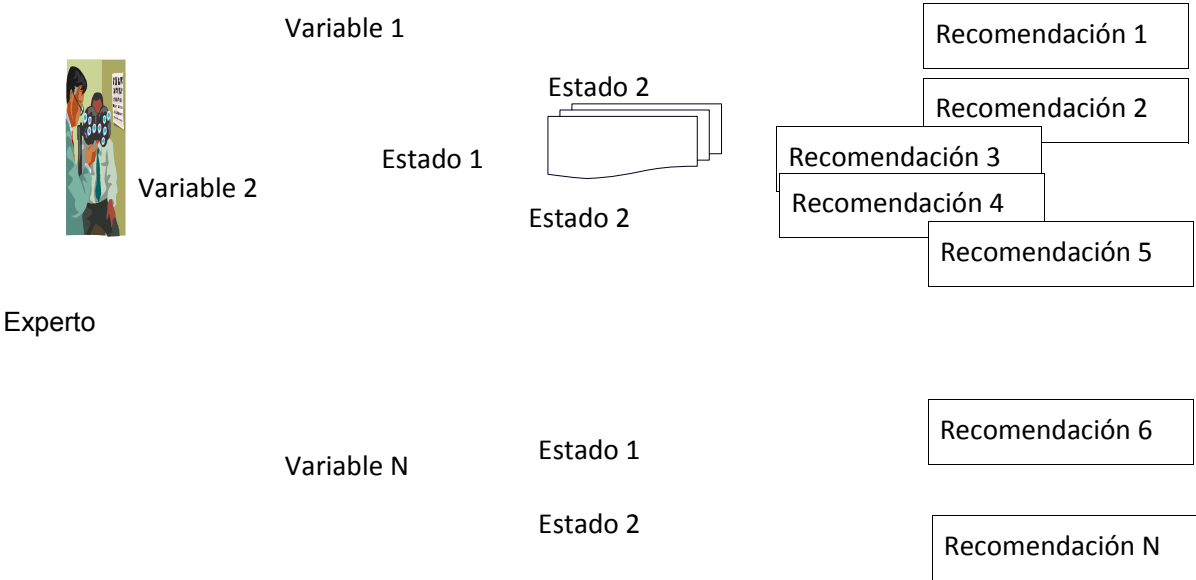 Variable 1
Recomendación 1
Estado 2
Recomendación 2
Estado 1
Recomendación 3
Variable 2
Recomendación 4
Estado 2
Recomendación 5
Experto
Recomendación 6
Estado 1
Variable N
Estado 2
Recomendación N